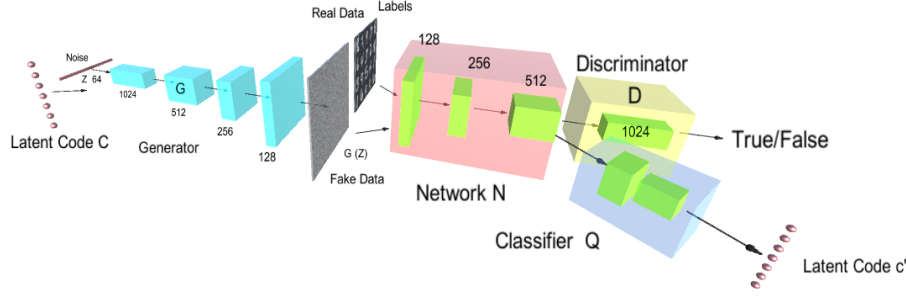 Real Data
Labels
128
256
512
Discriminator
D
1024
True/False
Noise
Z 64
1024
G
512
256
128
Latent Code C
Generator
G (Z)
Fake Data
Network N
Classifier Q
Latent Code c'